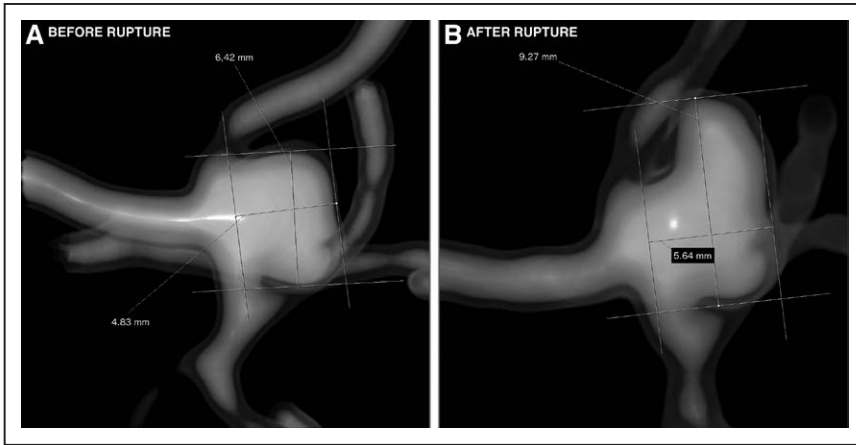 A BEFORE RUPTURE
6,42 mm
4.83 mm
B AFTER RUPTURE
9.27 mm
5.64 mm